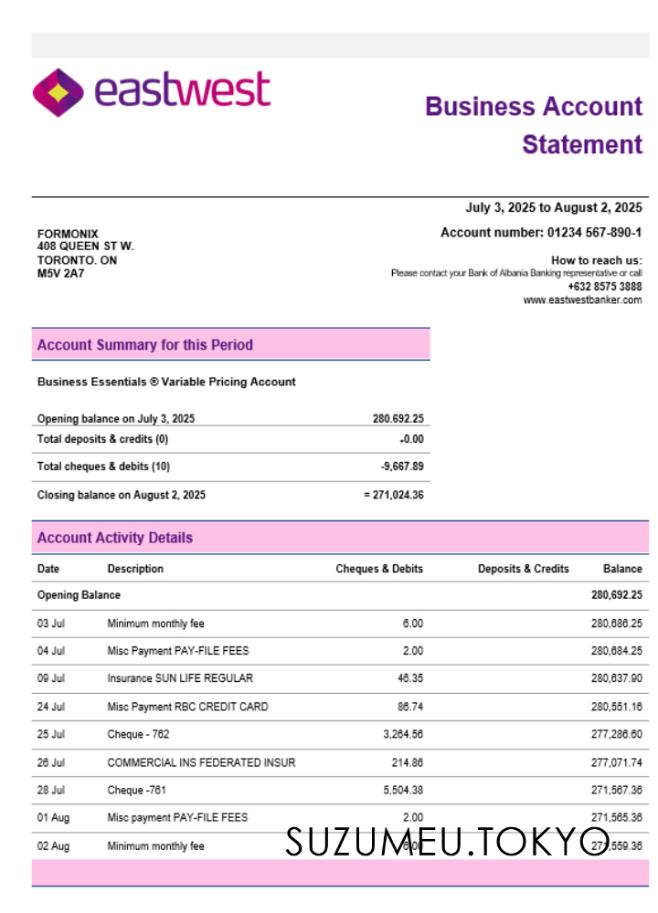 eastwest
Business Account
Statement
July 3, 2025 to August 2, 2025
FORMONIX
408 QUEEN ST W.
TORONTO. ON
M5V 2A7
Account number: 01234 567-890-1
How to reach us:
Please contact your Bank of Albania Banking representative or call
+632 8575 3888
www.eastwestbanker.com
Account Summary for this Period
Business Essentials ® Variable Pricing Account
Opening balance on July 3, 2025 280.692.25
Total deposits & credits (0) -0.00
Total cheques & debits (10) -9,667.89
Closing balance on August 2, 2025 = 271,024.36
Account Activity Details
Date Description Cheques & Debits Deposits & Credits Balance
Opening Balance 280,692.25
03 Jul Minimum monthly fee 6.00 280,686.25
04 Jul Misc Payment PAY-FILE FEES 2.00 280,684.25
09 Jul Insurance SUN LIFE REGULAR 46.35 280,637.90
24 Jul Misc Payment RBC CREDIT CARD 86.74 280,551.16
25 Jul Cheque - 762 3,264.56 277,286.60
26 Jul COMMERCIAL INS FEDERATED INSUR 214.86 277,071.74
28 Jul Cheque -761 5,504.38 271,567.36
01 Aug Misc payment PAY-FILE FEES 2.00 271,565.36
02 Aug Minimum monthly fee 6.00 271,559.36
SUZUMEU.TOKYO